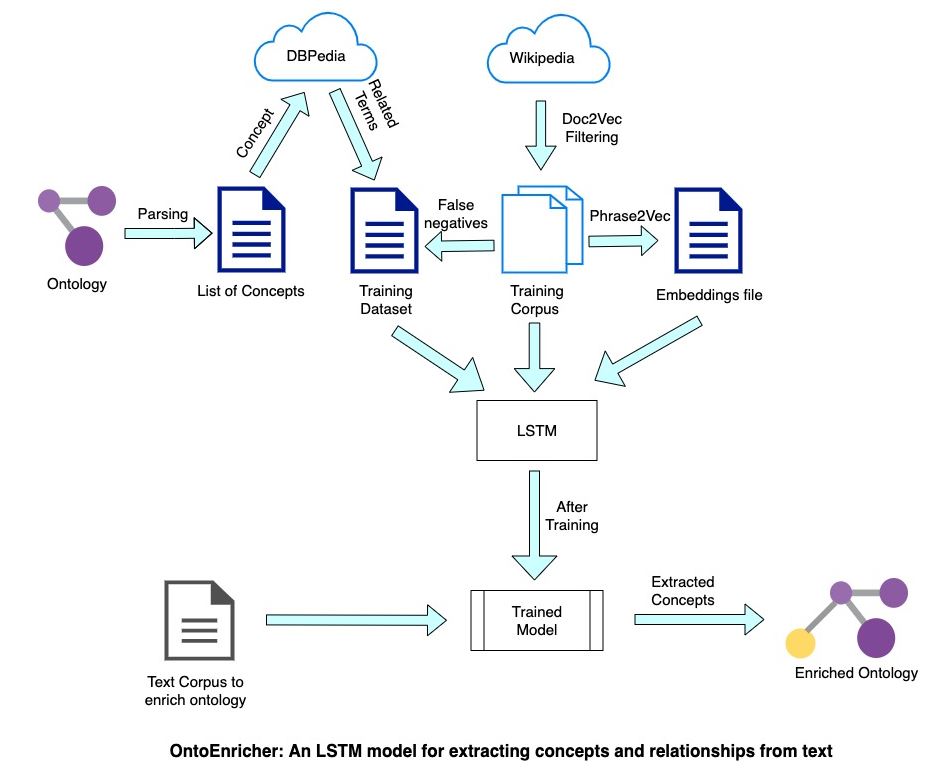 DBPedia
Wikipedia
Concept
Related
Terms
Doc2Vec
Filtering
Parsing
False
negatives
Phrase2Vec
Ontology
List of Concepts
Training
Dataset
Training
Corpus
Embeddings file
LSTM
After
Training
Extracted
Concepts
Trained
Model
Text Corpus to
enrich ontology
Enriched Ontology
OntoEnricher: An LSTM model for extracting concepts and relationships from text